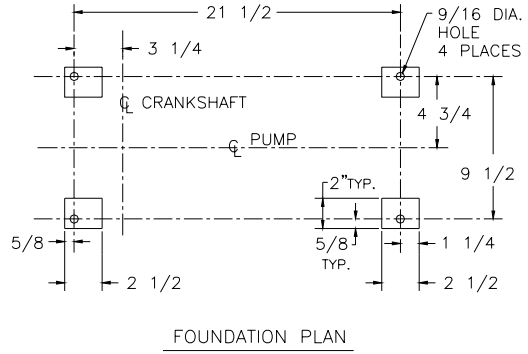 21 1/2
9/16 DIA.
HOLE
4 PLACES
3 1/4
℄ CRANKSHAFT
4 3/4
℄ PUMP
9 1/2
2" TYP.
5/8
5/8
TYP.
1 1/4
2 1/2
2 1/2
FOUNDATION PLAN